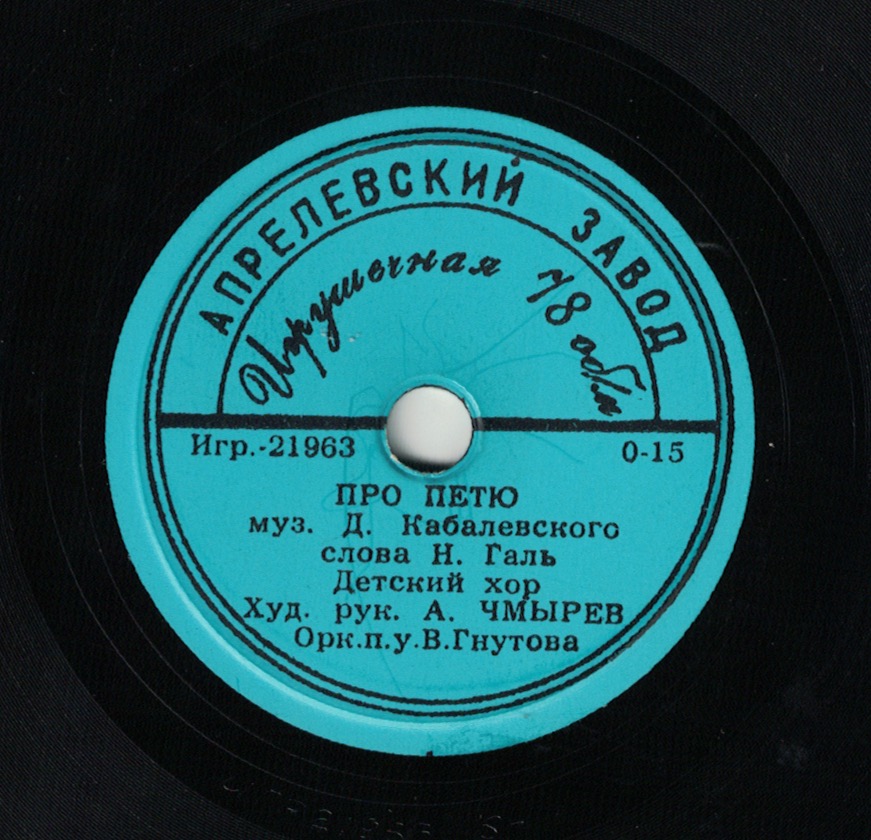 АПРЕЛЕВСКИЙ ЗАВОД
Игрушечная 78 об/м
Игр.-21963
0-15
ПРО ПЕТЮ
муз. Д. Кабалевского
слова Н. Галь
Детский хор
Худ. рук. А. ЧМЫРЕВ
Орк.п.у.В.Гнутова